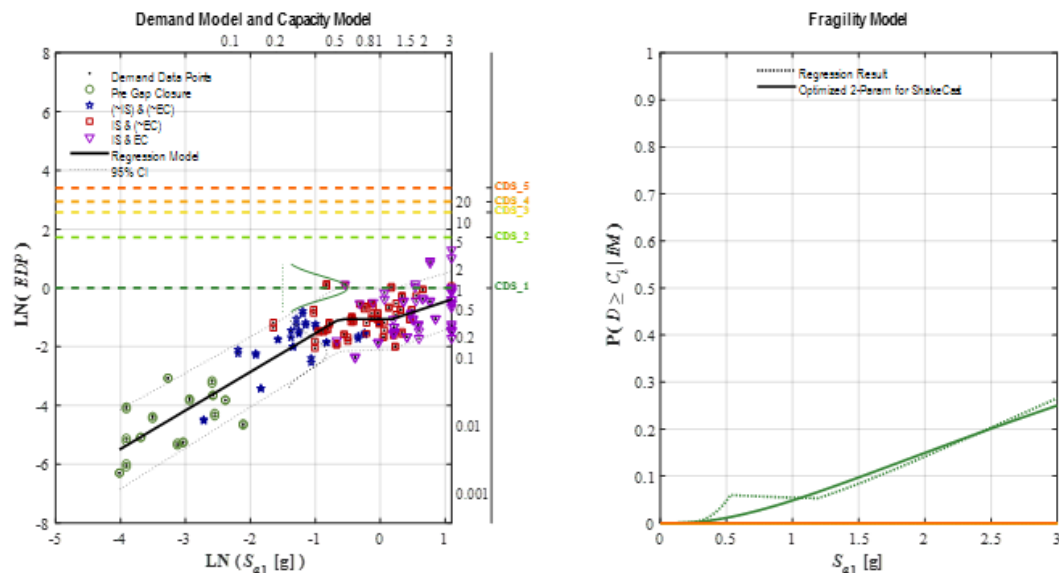 Demand Model and Capacity Model
0.1 0.2 0.5 0.8 1 1.5 2 3
8
6
4
2
0
-2
-4
-6
-8
LN(EDP)
Demand Data Points
Pre Gap Closure
(~IS) & (~EC)
IS & (~EC)
IS & EC
Regression Model
95% CI
CDS_5
CDS_4
CDS_3
CDS_2
CDS_1
20
10
5
2
1
0.5
0.2
0.1
0.01
0.001
-5 -4 -3 -2 -1 0 1
LN (Sa1 [g])
Fragility Model
1
0.9
0.8
0.7
0.6
0.5
0.4
0.3
0.2
0.1
0
P(D ≥ Ci | IM)
Regression Result
Optimized 2-Param for ShakeCast
0 0.5 1 1.5 2 2.5 3
Sa1 [g]